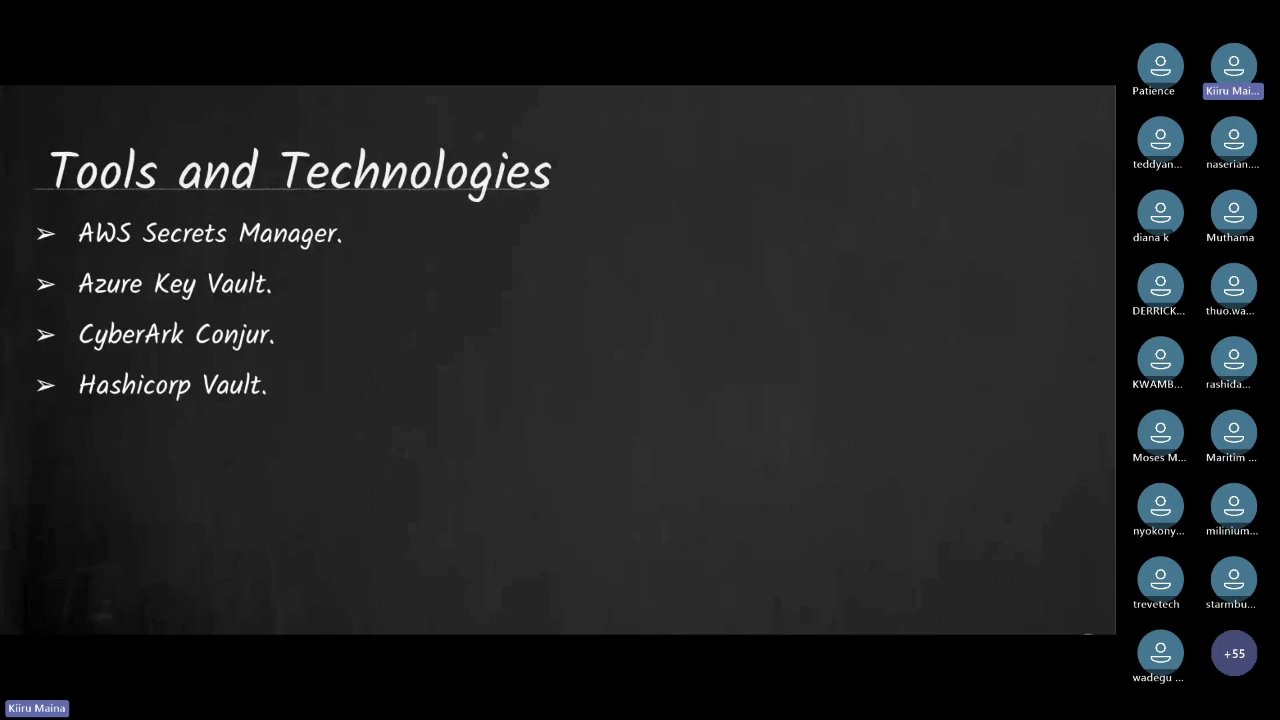 Tools and Technologies
➢ AWS Secrets Manager.
➢ Azure Key Vault.
➢ CyberArk Conjur.
➢ Hashicorp Vault.
Patience
Kiiru Mai...
teddyan...
naserian....
diana k
Muthama
DERRICK...
thuo.wa...
KWAMB...
rashida...
Moses M...
Maritim ...
nyokony...
milinium...
trevetech
starmbu...
wadegu ...
+55
Kiiru Maina